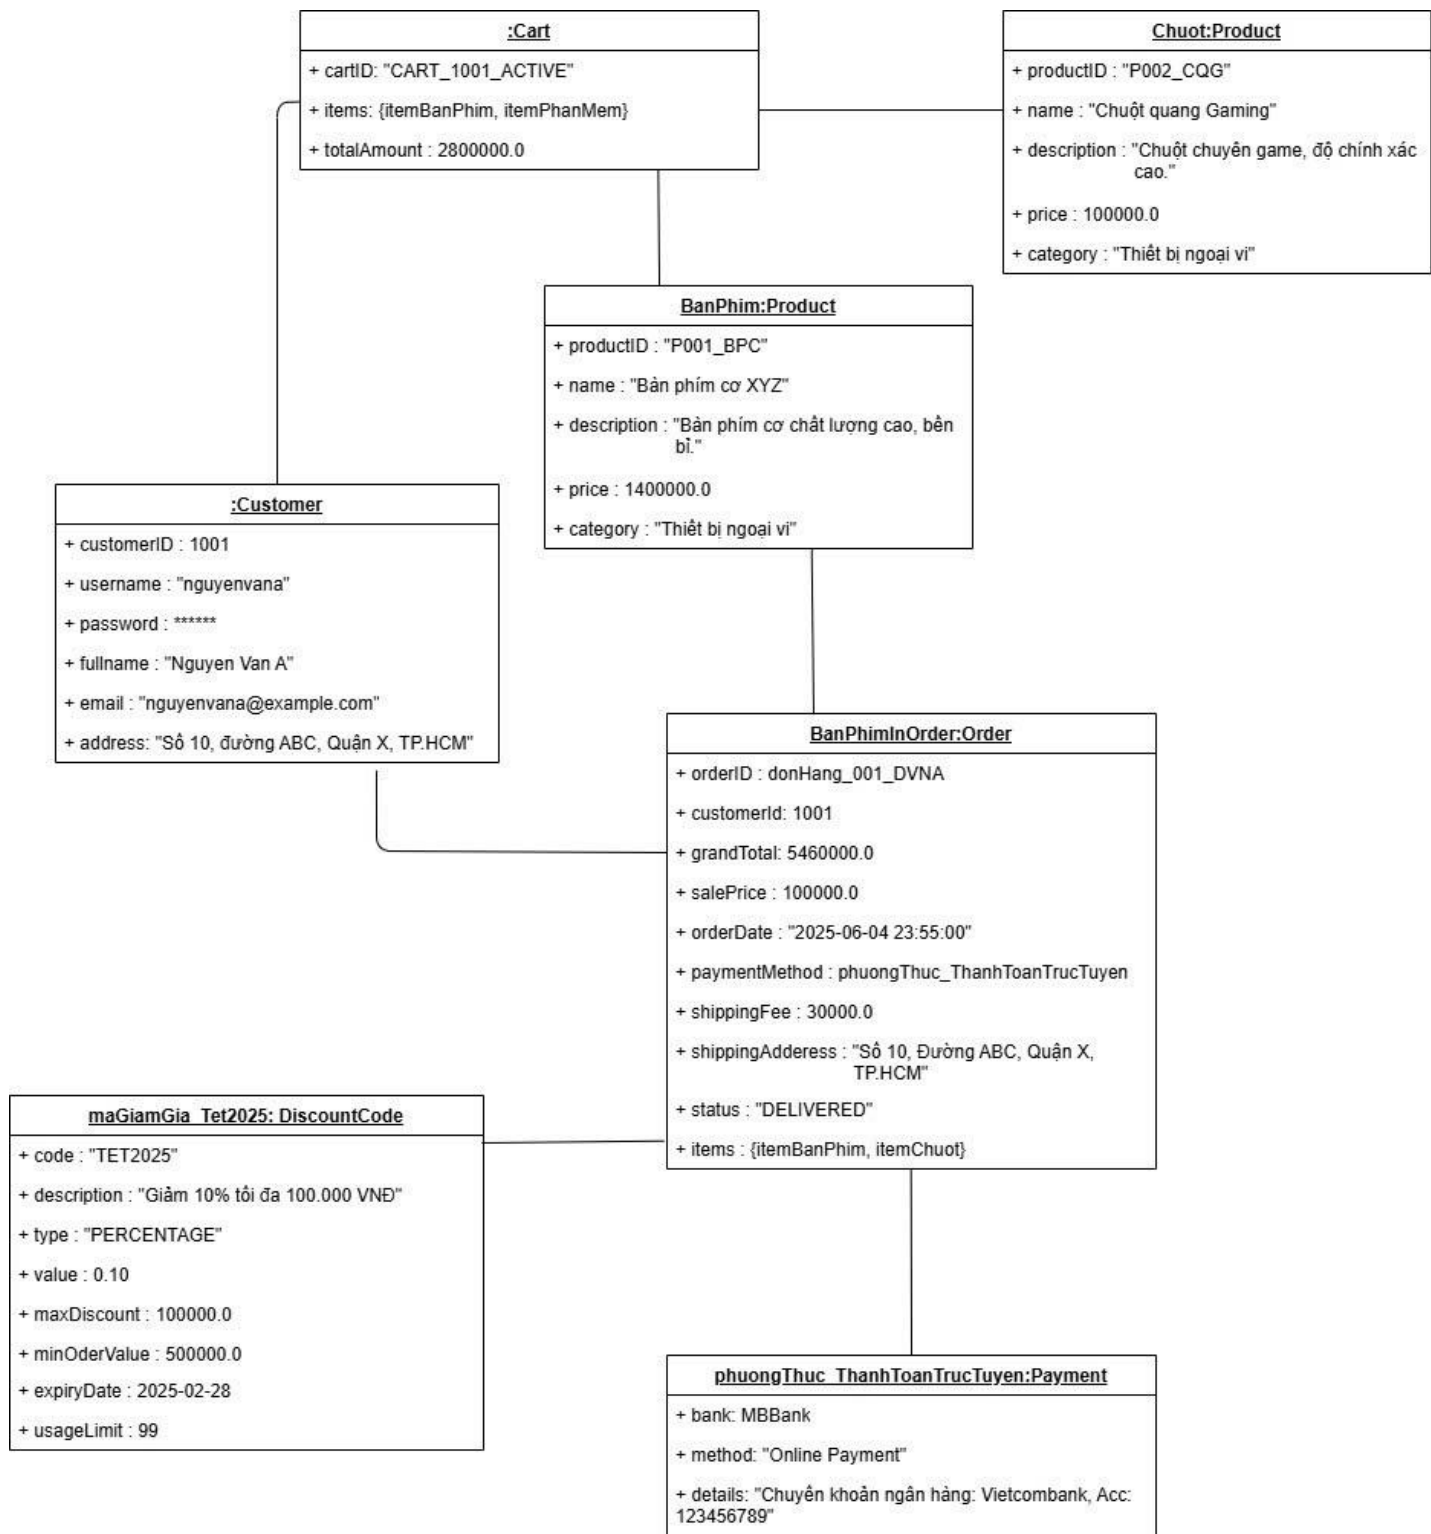 :Cart
+ cartID: "CART_1001_ACTIVE"
+ items: {itemBanPhim, itemPhanMem}
+ totalAmount : 2800000.0
Chuot:Product
+ productID : "P002_CQG"
+ name : "Chuột quang Gaming"
+ description : "Chuột chuyên game, độ chính xác
cao."
+ price : 100000.0
+ category : "Thiết bị ngoại vi"
BanPhim:Product
+ productID : "P001_BPC"
+ name : "Bàn phím cơ XYZ"
+ description : "Bàn phím cơ chất lượng cao, bền
bỉ."
+ price : 1400000.0
+ category : "Thiết bị ngoại vi"
:Customer
+ customerID : 1001
+ username : "nguyenvana"
+ password : ******
+ fullname : "Nguyen Van A"
+ email : "nguyenvana@example.com"
+ address: "Số 10, đường ABC, Quận X, TP.HCM"
BanPhimInOrder:Order
+ orderID : donHang_001_DVNA
+ customerId: 1001
+ grandTotal: 5460000.0
+ salePrice : 100000.0
+ orderDate : "2025-06-04 23:55:00"
+ paymentMethod : phuongThuc_ThanhToanTrucTuyen
+ shippingFee : 30000.0
+ shippingAdderess : "Số 10, Đường ABC, Quận X,
TP.HCM"
+ status : "DELIVERED"
+ items : {itemBanPhim, itemChuot}
maGiamGia_Tet2025: DiscountCode
+ code : "TET2025"
+ description : "Giảm 10% tối đa 100.000 VNĐ"
+ type : "PERCENTAGE"
+ value : 0.10
+ maxDiscount : 100000.0
+ minOderValue : 500000.0
+ expiryDate : 2025-02-28
+ usageLimit : 99
phuongThuc_ThanhToanTrucTuyen:Payment
+ bank: MBBank
+ method: "Online Payment"
+ details: "Chuyển khoản ngân hàng: Vietcombank, Acc:
123456789"